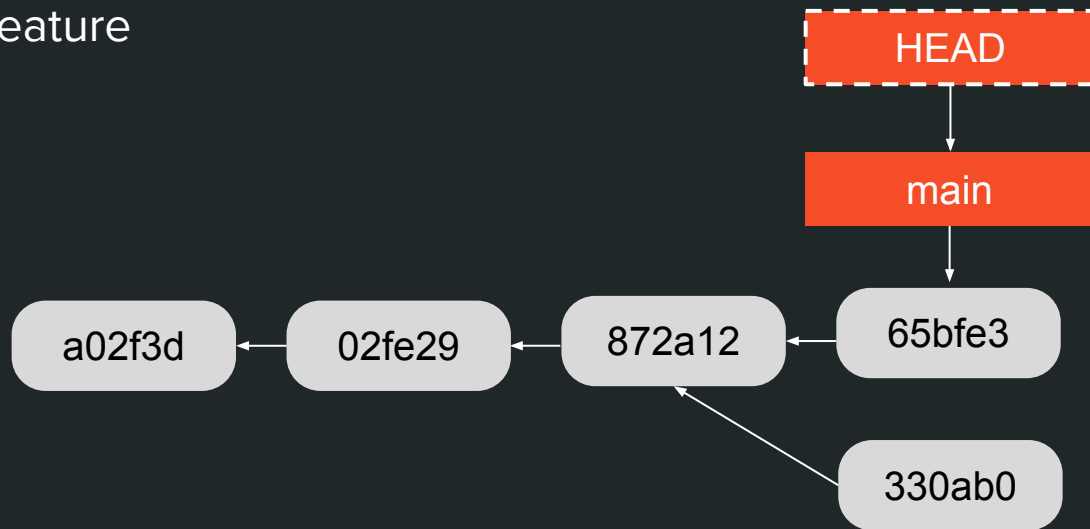 eature
HEAD
main
a02f3d
02fe29
872a12
65bfe3
330ab0